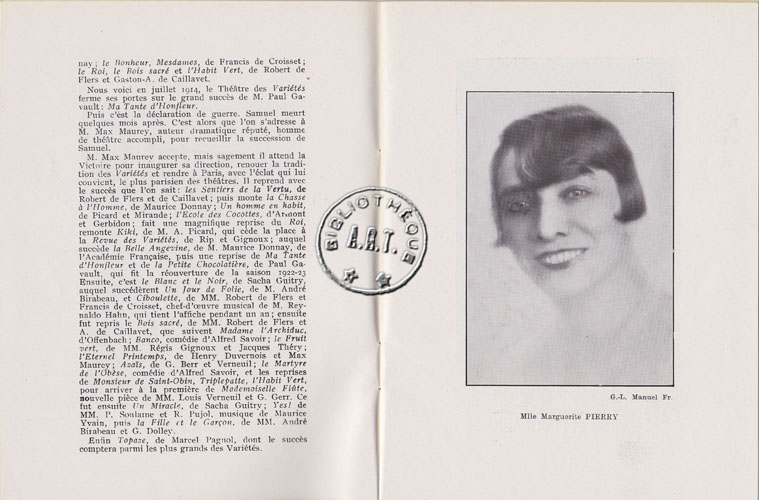 nay; le Bonheur, Mesdames, de Francis de Croisset;
le Roi, le Bois sacré et l'Habit Vert, de Robert de
Flers et Gaston-A. de Caillavet.
Nous voici en juillet 1914, le Théâtre des Variétés
ferme ses portes sur le grand succès de M. Paul Ga-
vault: Ma Tante d'Honfleur.
Puis c'est la déclaration de guerre. Samuel meurt
quelques mois après. C'est alors que l'on s'adresse à
M. Max Maurey, auteur dramatique réputé, homme
de théâtre accompli, pour recueillir la succession de
Samuel.
M. Max Maurey accepte, mais sagement il attend la
Victoire pour inaugurer sa direction, renouer la tradi-
tion des Variétés et rendre à Paris, avec l'éclat qui lui
convient, le plus parisien des théâtres. Il reprend avec
le succès que l'on sait: les Sentiers de la Vertu, de
Robert de Flers et de Caillavet; puis monte la Chasse
à l'Homme, de Maurice Donnay; Un homme en habit,
de Picard et Mirande; l'Ecole des Cocottes, d'Armont
et Gerbidon; fait une magnifique reprise du Roi,
remonte Kiki, de M. A. Picard, qui cède la place à
la Revue des Variétés, de Rip et Gignoux; auquel
succède la Belle Angevine, de M. Maurice Donnay, de
l'Académie Française, puis une reprise de Ma Tante
d'Honfleur et de la Petite Chocolatière, de Paul Ga-
vault, qui fit la réouverture de la saison 1922-23
Ensuite, c'est le Blanc et le Noir, de Sacha Guitry,
auquel succédèrent Un Jour de Folie, de M. André
Birabeau, et Ciboulette, de MM. Robert de Flers et
Francis de Croisset, chef-d'œuvre musical de M. Rey-
naldo Hahn, qui tient l'affiche pendant un an; ensuite
fut repris le Bois sacré, de MM. Robert de Flers et
A. de Caillavet, que suivent Madame l'Archiduc,
d'Offenbach; Banco, comédie d'Alfred Savoir; le Fruit
vert, de MM. Régis Gignoux et Jacques Théry;
l'Eternel Printemps, de Henry Duvernois et Max
Maurey; Azaïs, de G. Berr et Verneuil; le Martyre
de l'Obèse, comédie d'Alfred Savoir, et les reprises
de Monsieur de Saint-Obin, Triplepatte, l'Habit Vert,
pour arriver à la première de Mademoiselle Flûte,
nouvelle pièce de MM. Louis Verneuil et G. Gerr. Ce
fut ensuite Un Miracle, de Sacha Guitry; Yes! de
MM. P. Soulaine et R. Pujol, musique de Maurice
Yvain, puis la Fille et le Garçon, de MM. André
Birabeau et G. Dolley.
Enfin Topaze, de Marcel Pagnol, dont le succès
comptera parmi les plus grands des Variétés.
BIBLIOTHÈQUE
A.R.T.
G.-L. Manuel Fr.
Mlle Marguerite PIERRY